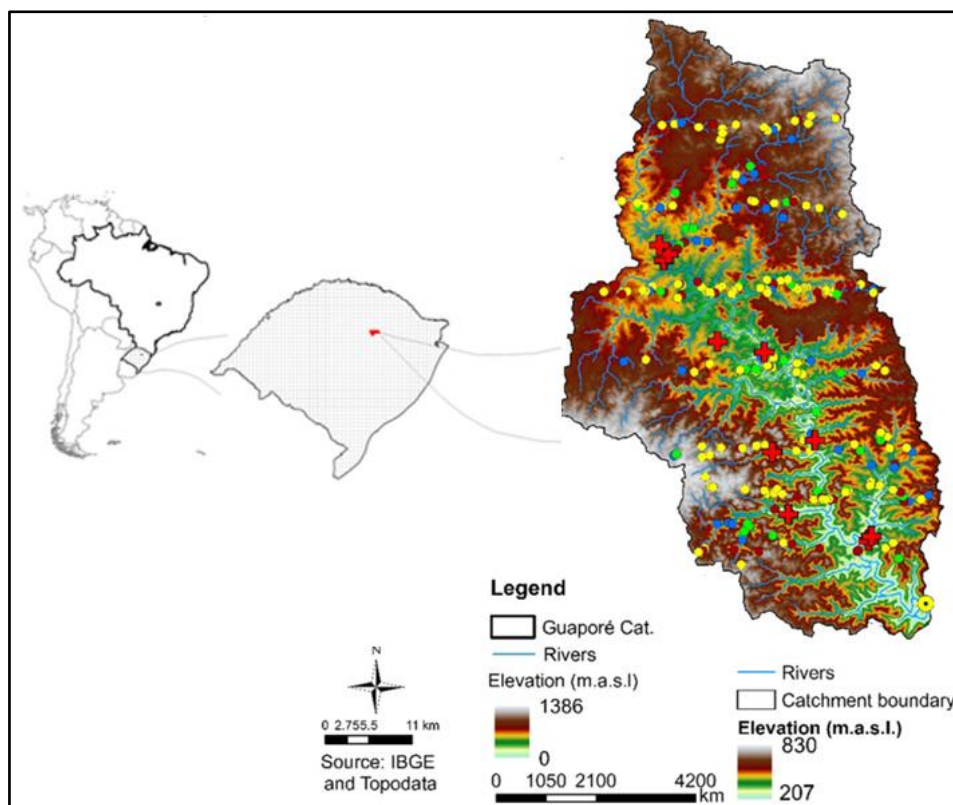 Legend
Guaporé Cat.
Rivers
Elevation (m.a.s.l)
1386
0
N
0 2.755.5 11 km
Source: IBGE
and Topodata
0 1050 2100 4200
km
Rivers
Catchment boundary
Elevation (m.a.s.l.)
830
207